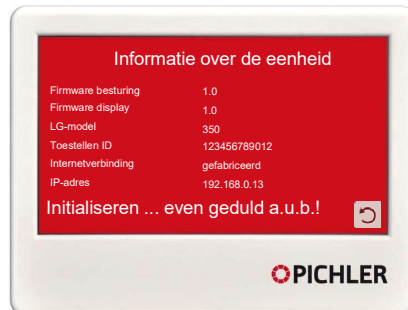 Informatie over de eenheid
Firmware besturing 1.0
Firmware display 1.0
LG-model 350
Toestellen ID 123456789012
Internetverbinding gefabriceerd
IP-adres 192.168.0.13
Initialiseren ... even geduld a.u.b.!
PICHLER